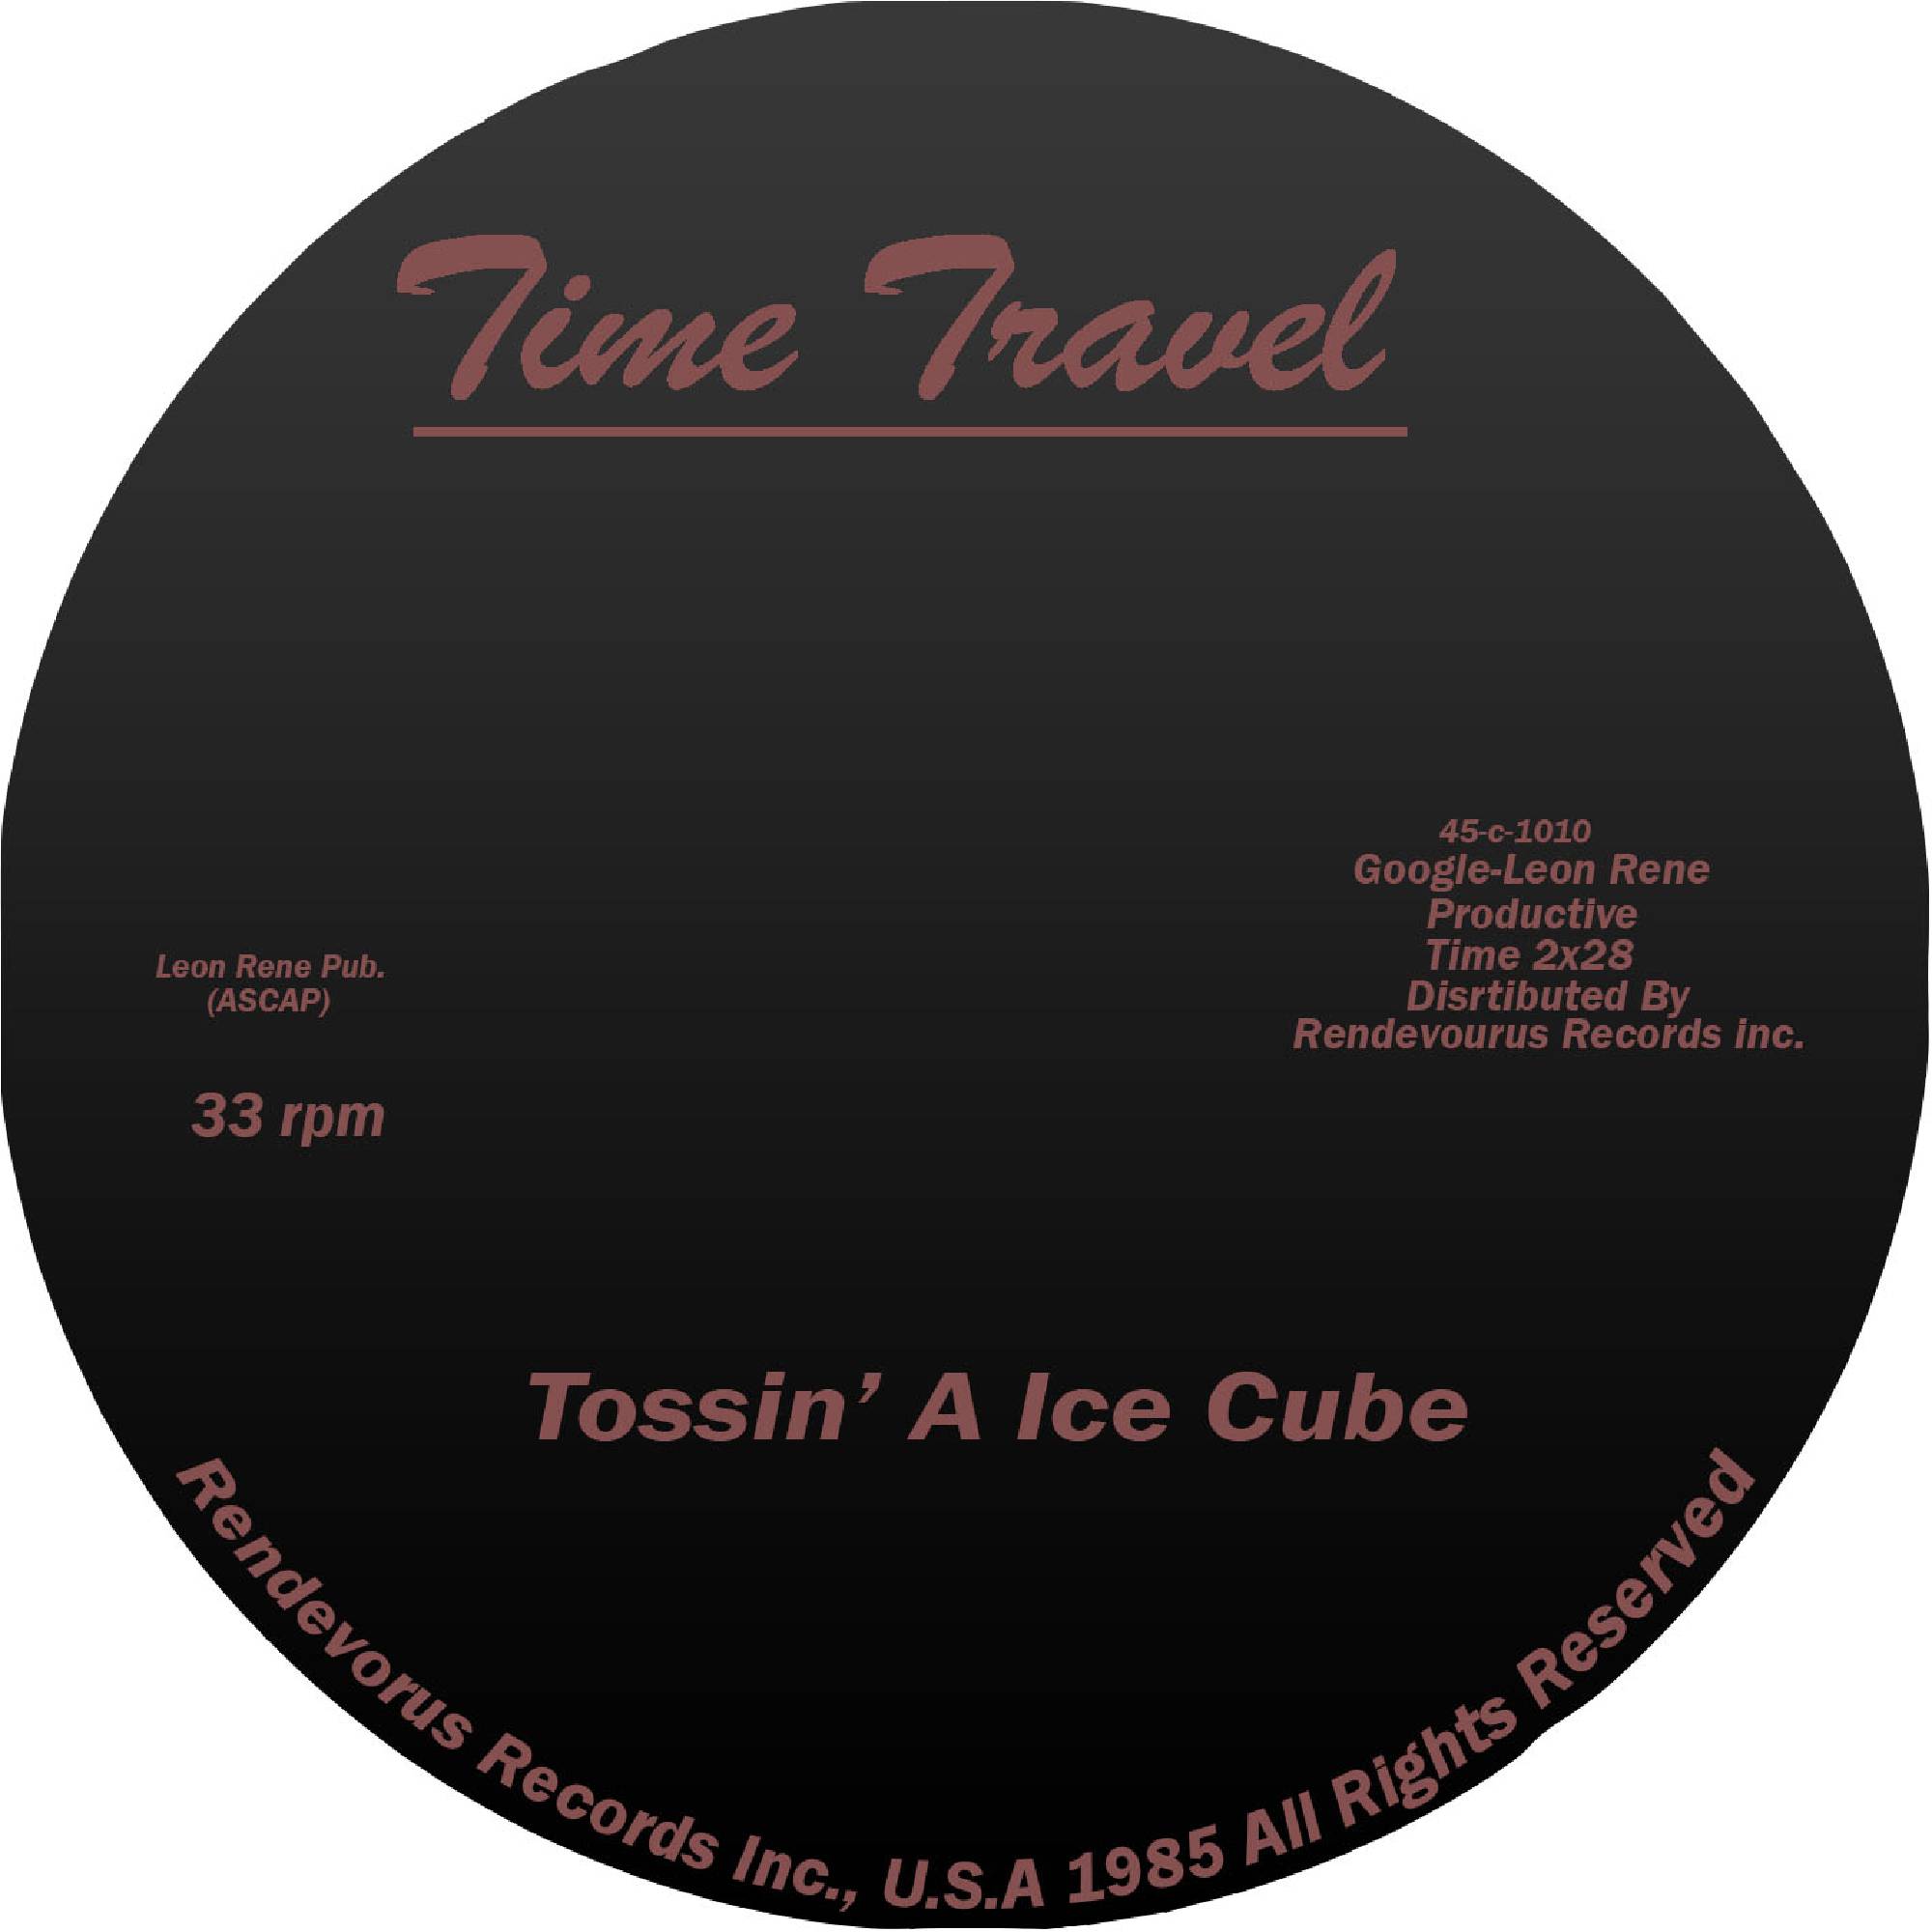 Time Travel
45-c-1010
Google-Leon Rene
Productive
Time 2x28
Disrtibuted By
Rendevourus Records inc.
Leon Rene Pub.
(ASCAP)
33 rpm
Tossin’ A Ice Cube
Rendevorus Records Inc., U.S.A 1985 All Rights Reserved